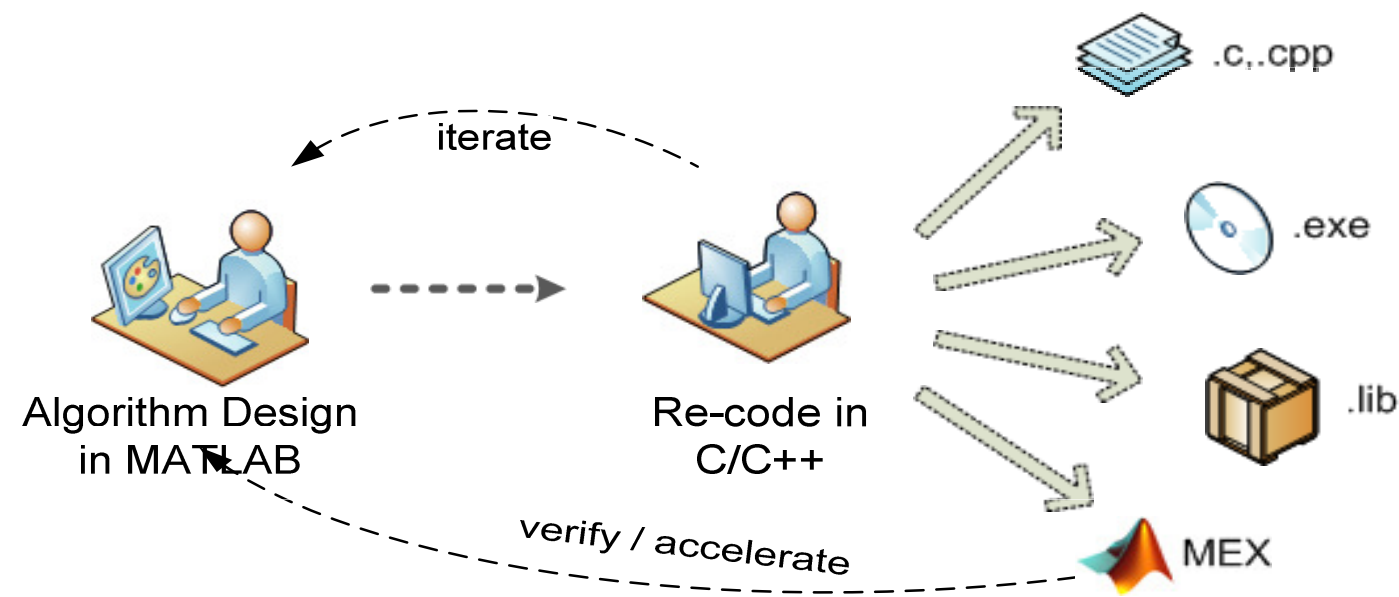 .c,.cpp
iterate
.exe
Algorithm Design
in MATLAB
Re-code in
C/C++
.lib
verify / accelerate
MEX